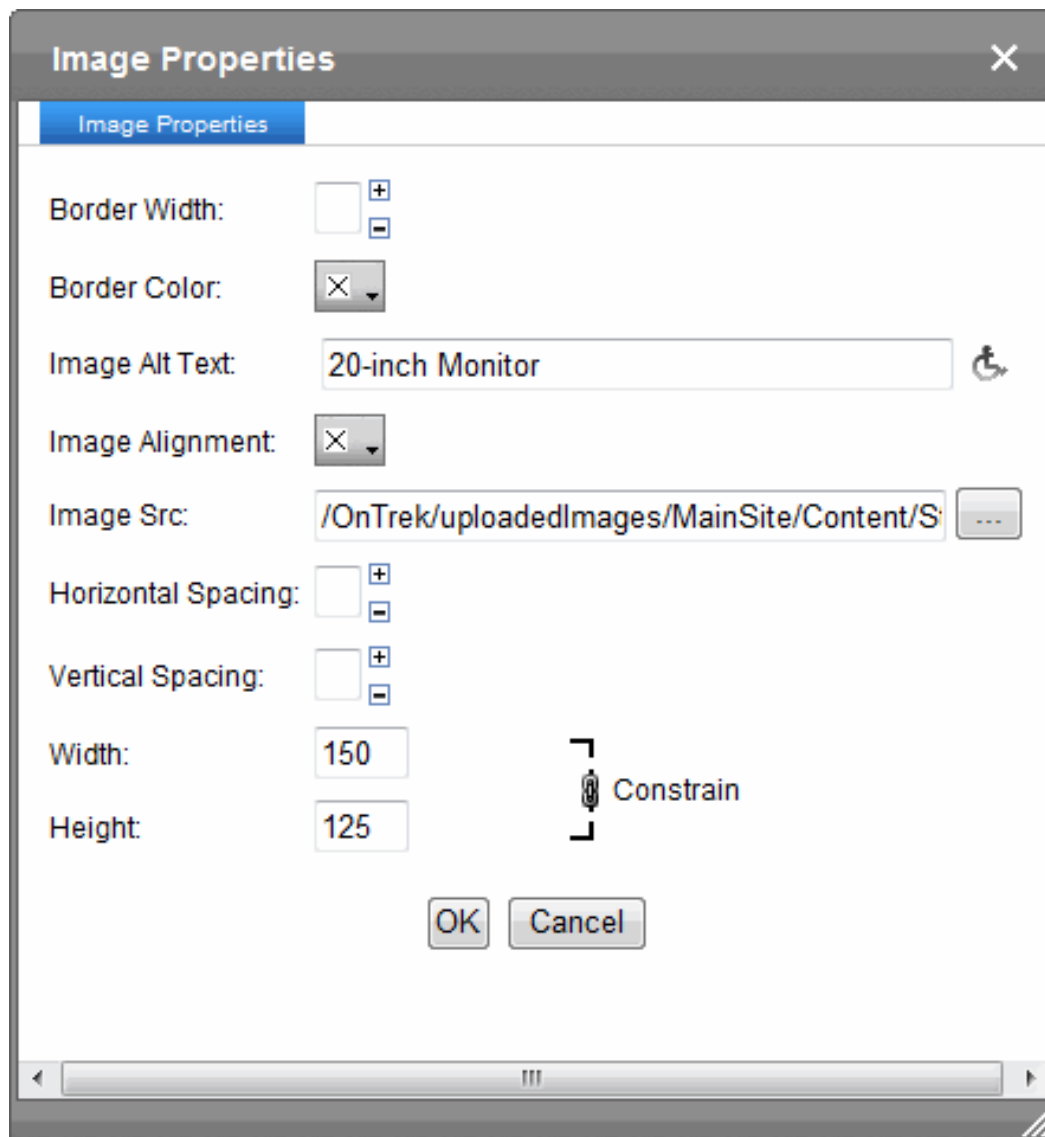 Image Properties
Image Properties
Border Width:
Border Color:
Image Alt Text: 20-inch Monitor
Image Alignment:
Image Src: /OnTrek/uploadedImages/MainSite/Content/St ...
Horizontal Spacing:
Vertical Spacing:
Width: 150
Constrain
Height: 125
OK Cancel